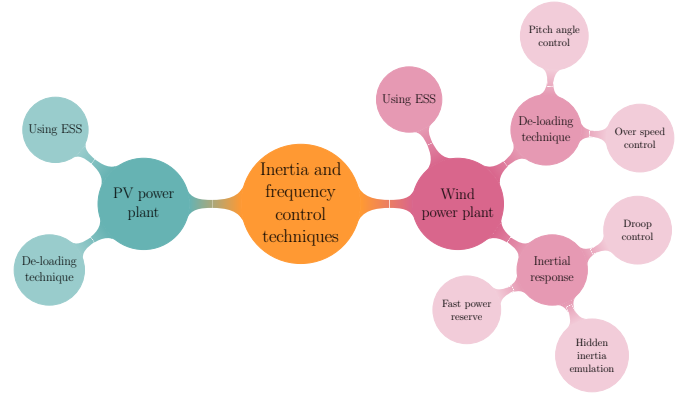 Pitch angle
control
Using ESS
De-loading
technique
Over speed
control
Using ESS
Inertia and
frequency
control
techniques
PV power
plant
Wind
power plant
Droop
control
De-loading
technique
Inertial
response
Fast power
reserve
Hidden
inertia
emulation